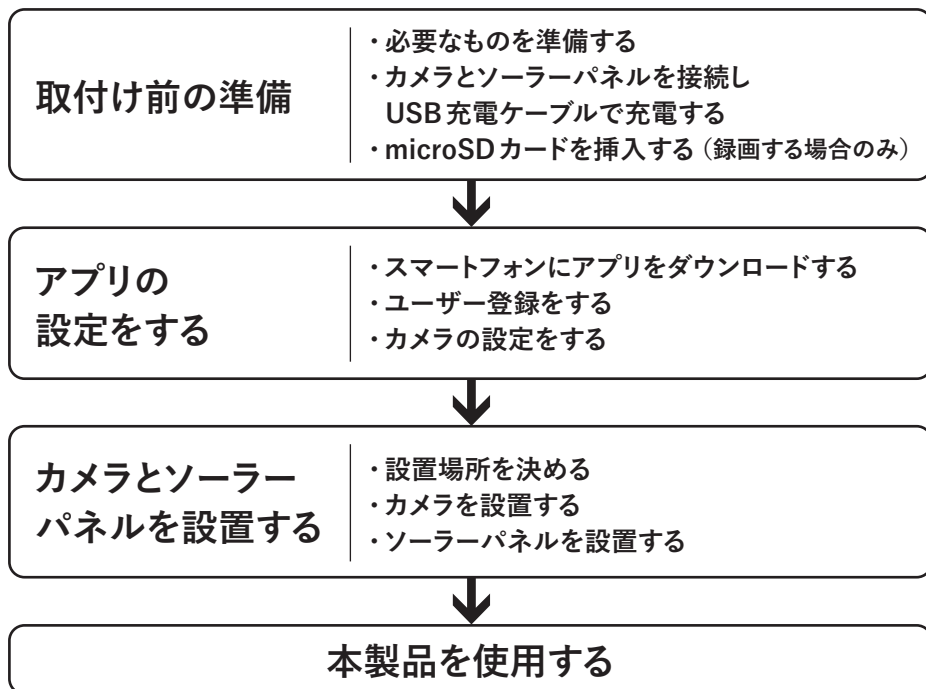 取付け前の準備
・必要なものを準備する
・カメラとソーラーパネルを接続し
USB充電ケーブルで充電する
・microSDカードを挿入する（録画する場合のみ）
アプリの
設定をする
・スマートフォンにアプリをダウンロードする
・ユーザー登録をする
・カメラの設定をする
カメラとソーラー
パネルを設置する
・設置場所を決める
・カメラを設置する
・ソーラーパネルを設置する
本製品を使用する